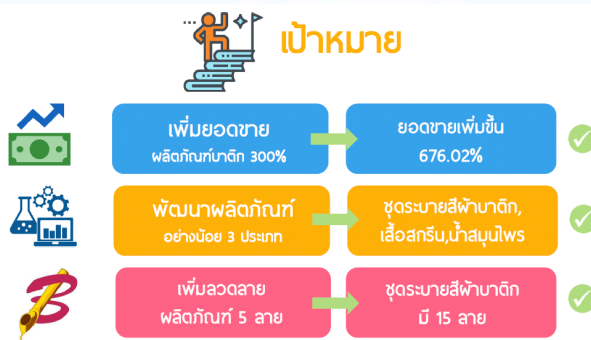 เป้าหมาย
เพิ่มยอดขาย
ผลิตภัณฑ์บาติก 300%
ยอดขายเพิ่มขึ้น
676.02%
พัฒนาผลิตภัณฑ์
อย่างน้อย 3 ประเภท
ชุดระบายสีผ้าบาติก,
เสื้อสกรีน,น้ำสมุนไพร
เพิ่มลวดลาย
ผลิตภัณฑ์ 5 ลาย
ชุดระบายสีผ้าบาติก
มี 15 ลาย